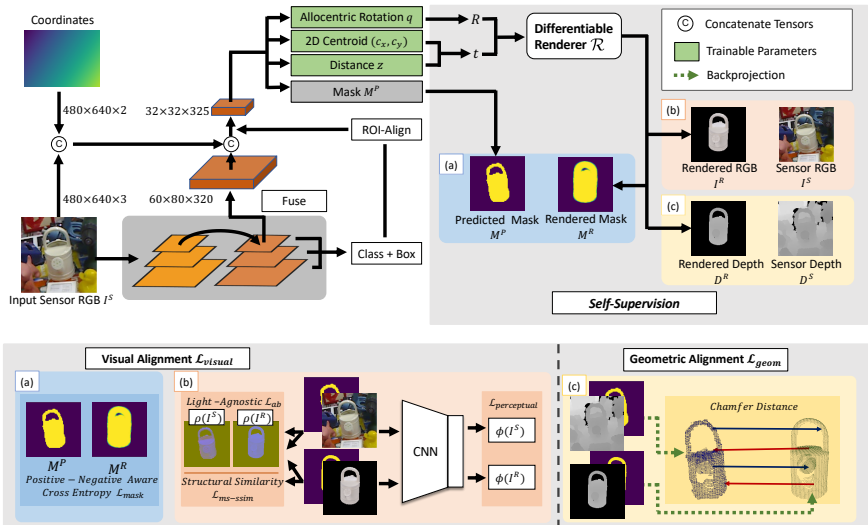 Coordinates
480×640×2
32×32×325
C
C
480×640×3
60×80×320
Input Sensor RGB I^S
Fuse
ROI-Align
Class + Box
Allocentric Rotation q
2D Centroid (c_x, c_y)
Distance z
Mask M^P
R
t
Differentiable
Renderer ℛ
C Concatenate Tensors
Trainable Parameters
Backprojection
(a)
Predicted Mask
M^P
Rendered Mask
M^R
(b)
Rendered RGB
I^R
Sensor RGB
I^S
(c)
Rendered Depth
D^R
Sensor Depth
D^S
Self-Supervision
Visual Alignment ℒ_visual
(a)
M^P
M^R
Positive − Negative Aware
Cross Entropy ℒ_mask
(b)
Light −Agnostic ℒ_ab
ρ(I^S)
ρ(I^R)
Structural Similarity
ℒ_ms−ssim
CNN
ℒ_perceptual
ϕ(I^S)
ϕ(I^R)
Geometric Alignment ℒ_geom
(c)
Chamfer Distance